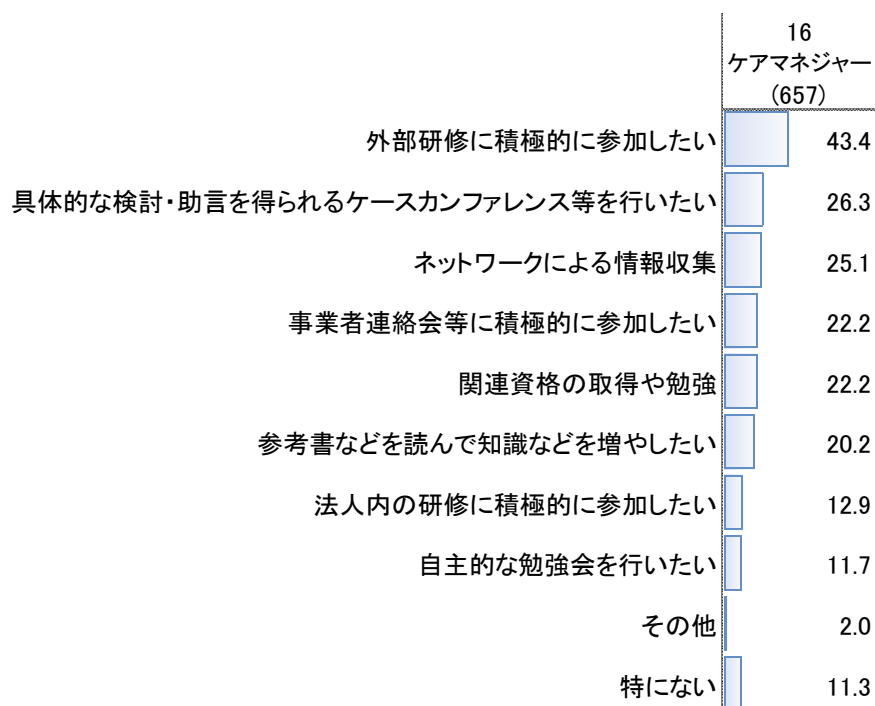 16
ケアマネジャー
(657)
外部研修に積極的に参加したい 43.4
具体的な検討・助言を得られるケースカンファレンス等を行いたい 26.3
ネットワークによる情報収集 25.1
事業者連絡会等に積極的に参加したい 22.2
関連資格の取得や勉強 22.2
参考書などを読んで知識などを増やしたい 20.2
法人内の研修に積極的に参加したい 12.9
自主的な勉強会を行いたい 11.7
その他 2.0
特にない 11.3